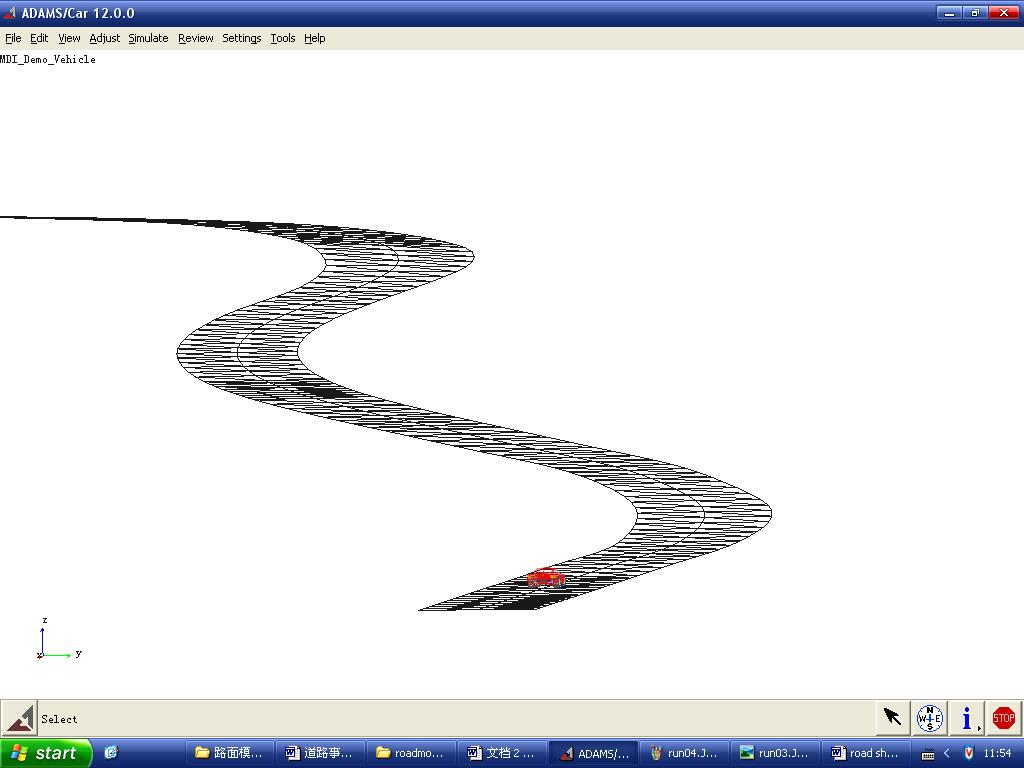 ADAMS/Car 12.0.0
File Edit View Adjust Simulate Review Settings Tools Help
MDI_Demo_Vehicle
z
x y
Select
N
W E
S
i
STOP
start 路面模... 道路事... roadmo... 文档 2 ... ADAMS/... run04.J... run03.J... road sh... 11:54